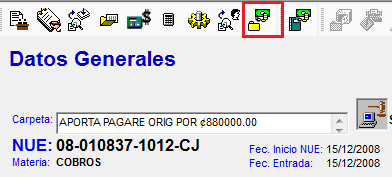 Datos Generales
Carpeta: APORTA PAGARE ORIG POR ¢880000.00
NUE: 08-010837-1012-CJ Fec. Inicio NUE: 15/12/2008
Materia: COBROS Fec. Entrada: 15/12/2008